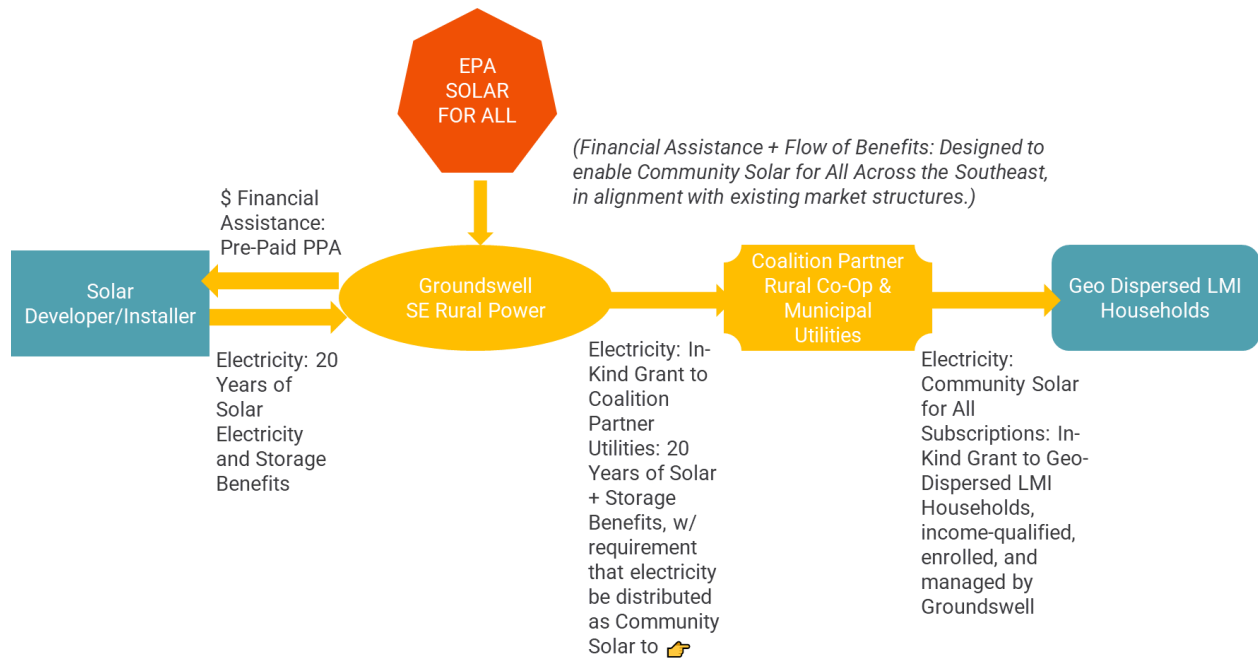 EPA
SOLAR
FOR ALL
(Financial Assistance + Flow of Benefits: Designed to
enable Community Solar for All Across the Southeast,
in alignment with existing market structures.)
$ Financial
Assistance:
Pre-Paid PPA
Solar
Developer/Installer
Groundswell
SE Rural Power
Coalition Partner
Rural Co-Op &
Municipal
Utilities
Geo Dispersed LMI
Households
Electricity: 20
Years of
Solar
Electricity
and Storage
Benefits
Electricity: In-
Kind Grant to
Coalition
Partner
Utilities: 20
Years of Solar
+ Storage
Benefits, w/
requirement
that electricity
be distributed
as Community
Solar to 👉
Electricity:
Community Solar
for All
Subscriptions: In-
Kind Grant to Geo-
Dispersed LMI
Households,
income-qualified,
enrolled, and
managed by
Groundswell